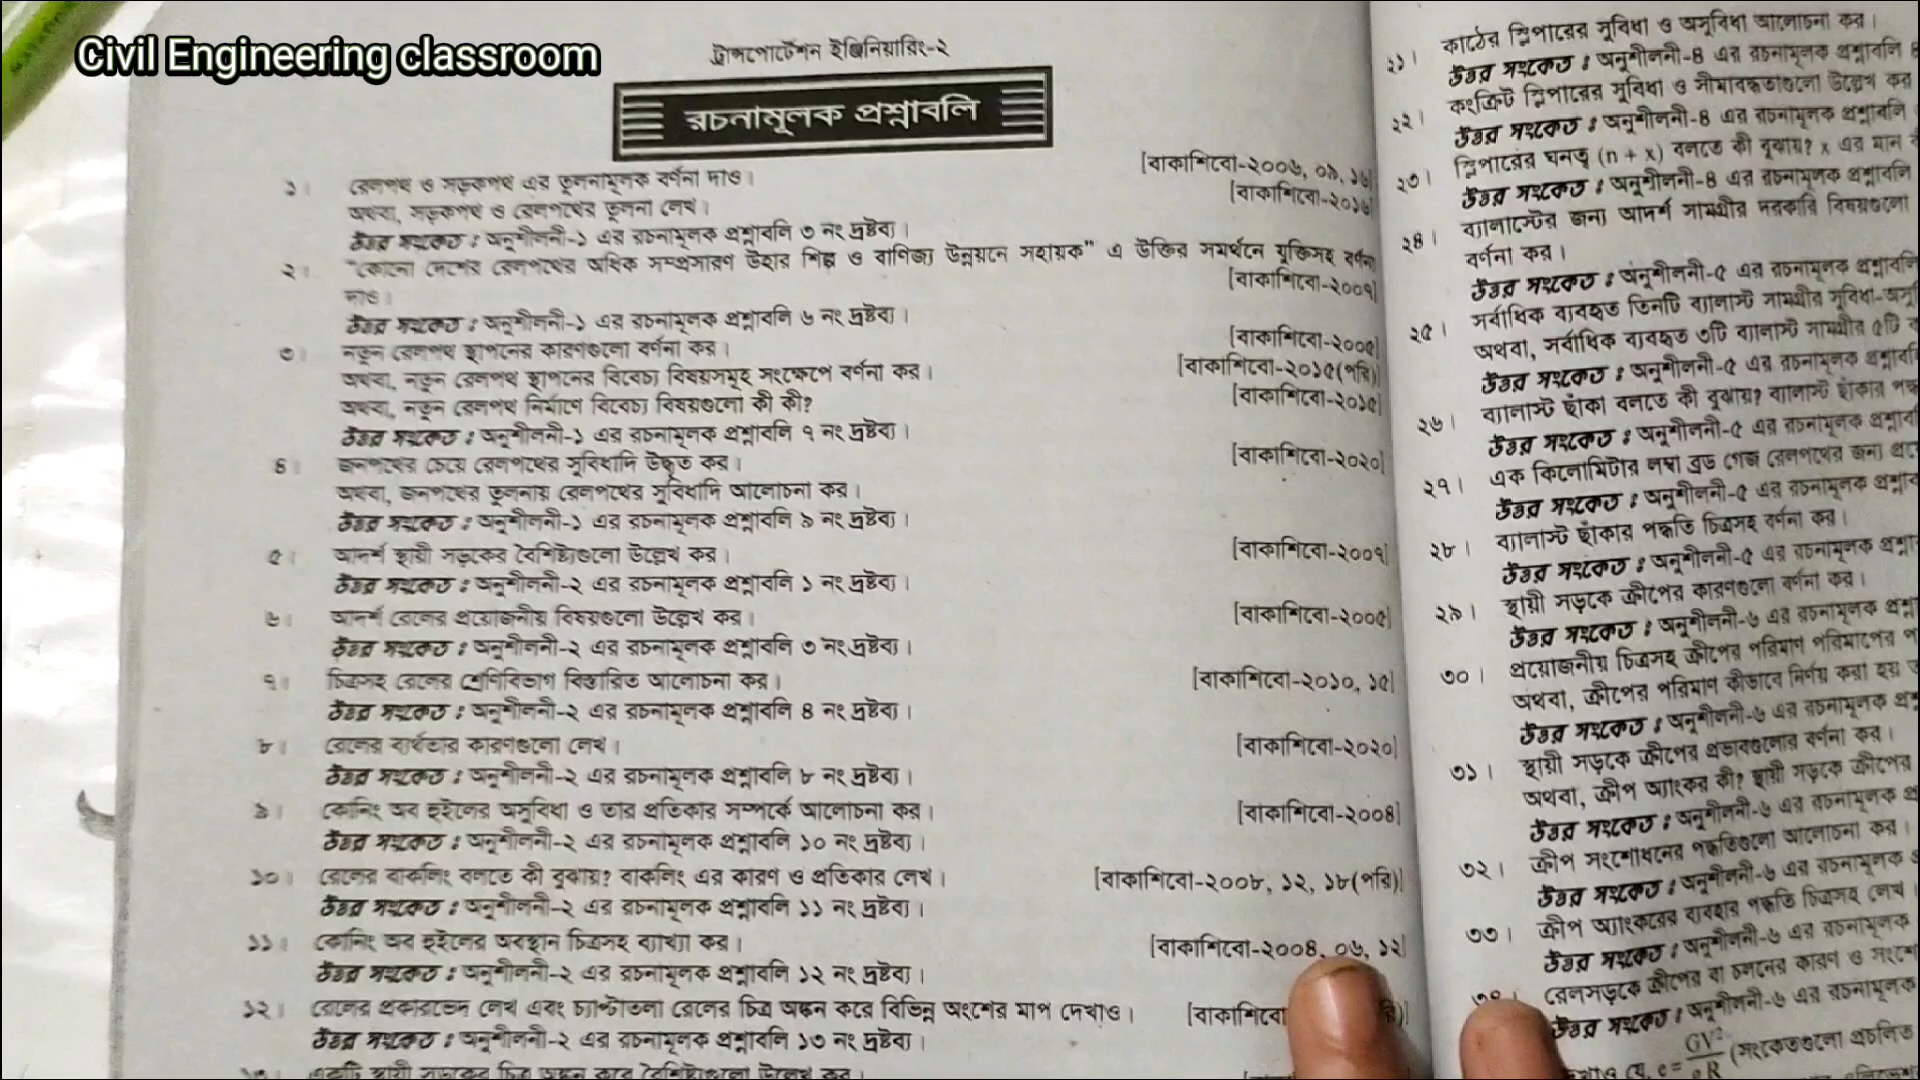 Civil Engineering classroom
ট্রান্সপোর্টেশন ইঞ্জিনিয়ারিং-২
রচনামূলক প্রশ্নাবলি
১। রেলপথ ও সড়কপথ এর তুলনামূলক বর্ণনা দাও। [বাকাশিবো-২০০৬, ০৯, ১৬]
অথবা, সড়কপথ ও রেলপথের তুলনা লেখ। [বাকাশিবো-২০১৬]
উত্তর সংকেত : অনুশীলনী-১ এর রচনামূলক প্রশ্নাবলি ৩ নং দ্রষ্টব্য।
২। "কোনো দেশের রেলপথের অধিক সম্প্রসারণ উহার শিল্প ও বাণিজ্য উন্নয়নে সহায়ক" এ উক্তির সমর্থনে যুক্তিসহ বর্ণনা
দাও। [বাকাশিবো-২০০৭]
উত্তর সংকেত : অনুশীলনী-১ এর রচনামূলক প্রশ্নাবলি ৬ নং দ্রষ্টব্য।
৩। নতুন রেলপথ স্থাপনের কারণগুলো বর্ণনা কর। [বাকাশিবো-২০০৫]
অথবা, নতুন রেলপথ স্থাপনের বিবেচ্য বিষয়সমূহ সংক্ষেপে বর্ণনা কর। [বাকাশিবো-২০১৫(পরি)]
অথবা, নতুন রেলপথ নির্মাণে বিবেচ্য বিষয়গুলো কী কী? [বাকাশিবো-২০১৫]
উত্তর সংকেত : অনুশীলনী-১ এর রচনামূলক প্রশ্নাবলি ৭ নং দ্রষ্টব্য।
৪। জলপথের চেয়ে রেলপথের সুবিধাদি উদ্ধৃত কর। [বাকাশিবো-২০২০]
অথবা, জলপথের তুলনায় রেলপথের সুবিধাদি আলোচনা কর।
উত্তর সংকেত : অনুশীলনী-১ এর রচনামূলক প্রশ্নাবলি ৯ নং দ্রষ্টব্য।
৫। আদর্শ স্থায়ী সড়কের বৈশিষ্ট্যগুলো উল্লেখ কর। [বাকাশিবো-২০০৭]
উত্তর সংকেত : অনুশীলনী-২ এর রচনামূলক প্রশ্নাবলি ১ নং দ্রষ্টব্য।
৬। আদর্শ রেলের প্রয়োজনীয় বিষয়গুলো উল্লেখ কর। [বাকাশিবো-২০০৫]
উত্তর সংকেত : অনুশীলনী-২ এর রচনামূলক প্রশ্নাবলি ৩ নং দ্রষ্টব্য।
৭। চিত্রসহ রেলের শ্রেণিবিভাগ বিস্তারিত আলোচনা কর। [বাকাশিবো-২০১০, ১৫]
উত্তর সংকেত : অনুশীলনী-২ এর রচনামূলক প্রশ্নাবলি ৪ নং দ্রষ্টব্য।
৮। রেলের ব্যর্থতার কারণগুলো লেখ। [বাকাশিবো-২০২০]
উত্তর সংকেত : অনুশীলনী-২ এর রচনামূলক প্রশ্নাবলি ৮ নং দ্রষ্টব্য।
৯। কোনিং অব হুইলের অসুবিধা ও তার প্রতিকার সম্পর্কে আলোচনা কর। [বাকাশিবো-২০০৪]
উত্তর সংকেত : অনুশীলনী-২ এর রচনামূলক প্রশ্নাবলি ১০ নং দ্রষ্টব্য।
১০। রেলের বাকলিং বলতে কী বুঝায়? বাকলিং এর কারণ ও প্রতিকার লেখ। [বাকাশিবো-২০০৮, ১২, ১৮(পরি)]
উত্তর সংকেত : অনুশীলনী-২ এর রচনামূলক প্রশ্নাবলি ১১ নং দ্রষ্টব্য।
১১। কোনিং অব হুইলের অবস্থান চিত্রসহ ব্যাখ্যা কর। [বাকাশিবো-২০০৪, ০৬, ১২]
উত্তর সংকেত : অনুশীলনী-২ এর রচনামূলক প্রশ্নাবলি ১২ নং দ্রষ্টব্য।
১২। রেলের প্রকারভেদ লেখ এবং চ্যাপ্টাতলা রেলের চিত্র অঙ্কন করে বিভিন্ন অংশের মাপ দেখাও। [বাকাশিবো
উত্তর সংকেত : অনুশীলনী-২ এর রচনামূলক প্রশ্নাবলি ১৩ নং দ্রষ্টব্য।
একটি স্থায়ী সড়কের চিত্র অঙ্কন করে বৈশিষ্ট্যগুলো উল্লেখ কর।
২১। কাঠের স্লিপারের সুবিধা ও অসুবিধা আলোচনা কর।
উত্তর সংকেত : অনুশীলনী-৪ এর রচনামূলক প্রশ্নাবলি
২২। কংক্রিট স্লিপারের সুবিধা ও সীমাবদ্ধতাগুলো উল্লেখ কর
উত্তর সংকেত : অনুশীলনী-৪ এর রচনামূলক প্রশ্নাবলি
২৩। স্লিপারের ঘনত্ব (n + x) বলতে কী বুঝায়? x এর মান
উত্তর সংকেত : অনুশীলনী-৪ এর রচনামূলক প্রশ্নাবলি
২৪। ব্যালাস্টের জন্য আদর্শ সামগ্রীর দরকারি বিষয়গুলো
বর্ণনা কর।
উত্তর সংকেত : অনুশীলনী-৫ এর রচনামূলক প্রশ্নাবলি
২৫। সর্বাধিক ব্যবহৃত তিনটি ব্যালাস্ট সামগ্রীর সুবিধা-অসু
অথবা, সর্বাধিক ব্যবহৃত ৩টি ব্যালাস্ট সামগ্রীর ৫টি
উত্তর সংকেত : অনুশীলনী-৫ এর রচনামূলক প্রশ্নাবলি
২৬। ব্যালাস্ট ছাঁকা বলতে কী বুঝায়? ব্যালাস্ট ছাঁকার
উত্তর সংকেত : অনুশীলনী-৫ এর রচনামূলক
২৭। এক কিলোমিটার লম্বা ব্রড গেজ রেলপথের জন্য
উত্তর সংকেত : অনুশীলনী-৫ এর রচনামূলক
২৮। ব্যালাস্ট ছাঁকার পদ্ধতি চিত্রসহ বর্ণনা কর।
উত্তর সংকেত : অনুশীলনী-৫ এর রচনামূলক
২৯। স্থায়ী সড়কে ক্রীপের কারণগুলো বর্ণনা কর।
উত্তর সংকেত : অনুশীলনী-৬ এর রচনামূলক
৩০। প্রয়োজনীয় চিত্রসহ ক্রীপের পরিমাণ পরিমাপের
অথবা, ক্রীপের পরিমাণ কীভাবে নির্ণয় করা হয়
উত্তর সংকেত : অনুশীলনী-৬ এর রচনামূলক
৩১। স্থায়ী সড়কে ক্রীপের প্রভাবগুলোর বর্ণনা কর।
অথবা, ক্রীপ অ্যাংকর কী? স্থায়ী সড়কে ক্রীপের
উত্তর সংকেত : অনুশীলনী-৬ এর রচনামূলক
৩২। ক্রীপ সংশোধনের পদ্ধতিগুলো আলোচনা কর।
উত্তর সংকেত : অনুশীলনী-৬ এর রচনামূলক
৩৩। ক্রীপ অ্যাংকরের ব্যবহার পদ্ধতি চিত্রসহ লেখ।
উত্তর সংকেত : অনুশীলনী-৬ এর রচনামূলক
রেলসড়কে ক্রীপের বা চলনের কারণ ও
উত্তর সংকেত : অনুশীলনী-৬ এর রচনামূলক
(সংকেতগুলো প্রচলিত